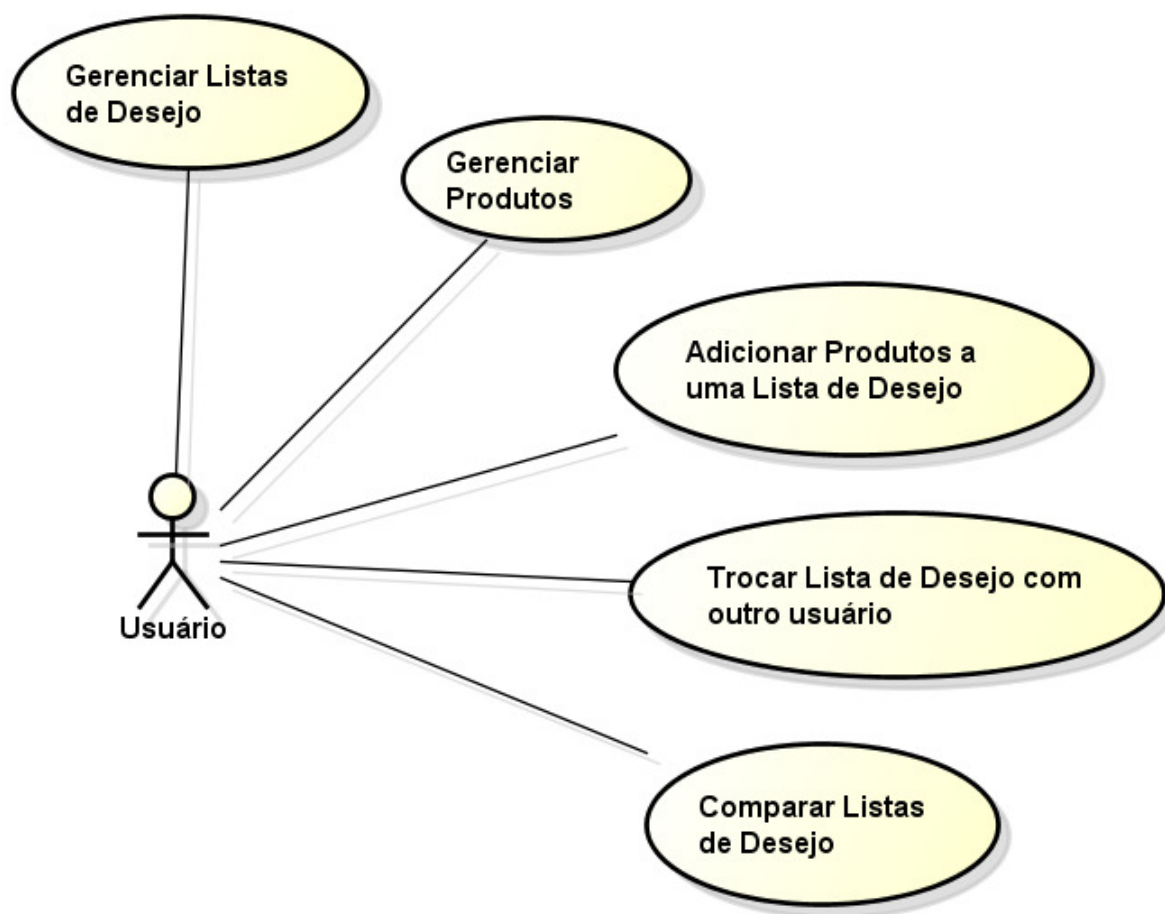 Gerenciar Listas
de Desejo
Gerenciar
Produtos
Adicionar Produtos a
uma Lista de Desejo
Trocar Lista de Desejo com
outro usuário
Usuário
Comparar Listas
de Desejo